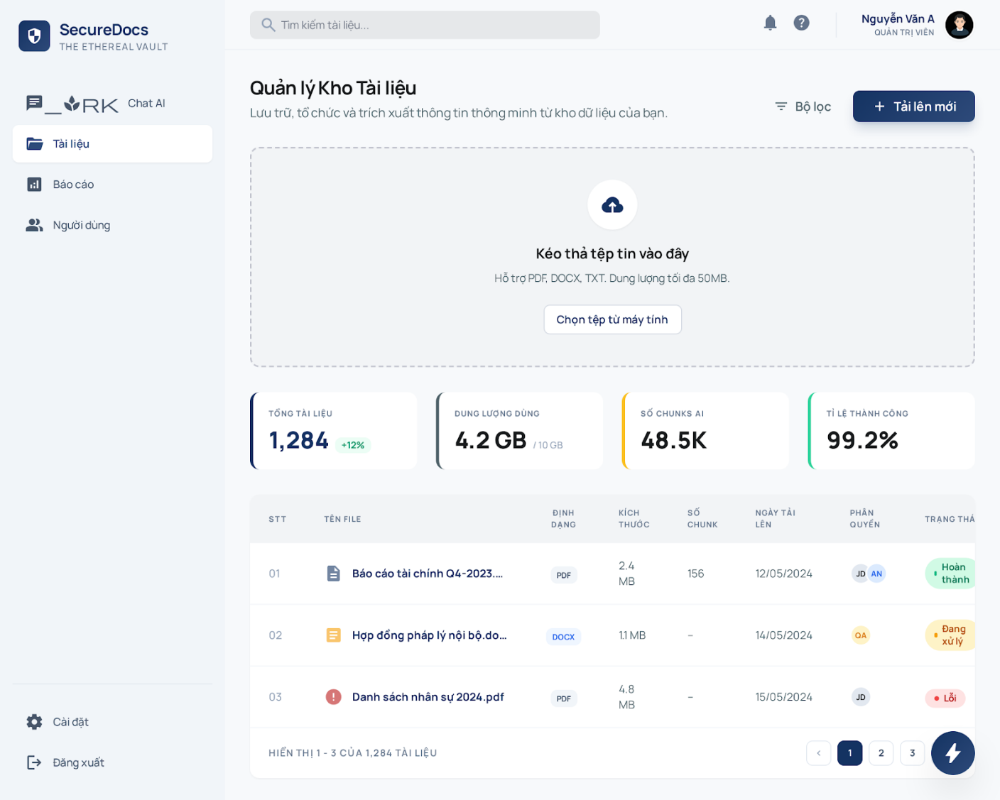 SecureDocs
THE ETHEREAL VAULT
Tìm kiếm tài liệu...
Nguyễn Văn A
QUẢN TRỊ VIÊN
Chat AI
Tài liệu
Báo cáo
Người dùng
Cài đặt
Đăng xuất
Quản lý Kho Tài liệu
Lưu trữ, tổ chức và trích xuất thông tin thông minh từ kho dữ liệu của bạn.
Bộ lọc
+ Tải lên mới
Kéo thả tệp tin vào đây
Hỗ trợ PDF, DOCX, TXT. Dung lượng tối đa 50MB.
Chọn tệp từ máy tính
TỔNG TÀI LIỆU
1,284 +12%
DUNG LƯỢNG DÙNG
4.2 GB / 10 GB
SỐ CHUNKS AI
48.5K
TỈ LỆ THÀNH CÔNG
99.2%
STT
TÊN FILE
ĐỊNH
DẠNG
KÍCH
THƯỚC
SỐ
CHUNK
NGÀY TẢI
LÊN
PHÂN
QUYỀN
TRẠNG THÁ
01
Báo cáo tài chính Q4-2023....
PDF
2.4
MB
156
12/05/2024
JD AN
Hoàn
thành
02
Hợp đồng pháp lý nội bộ.do...
DOCX
1.1 MB
–
14/05/2024
QA
Đang
xử lý
03
Danh sách nhân sự 2024.pdf
PDF
4.8
MB
–
15/05/2024
JD
Lỗi
HIỂN THỊ 1 - 3 CỦA 1,284 TÀI LIỆU
‹ 1 2 3